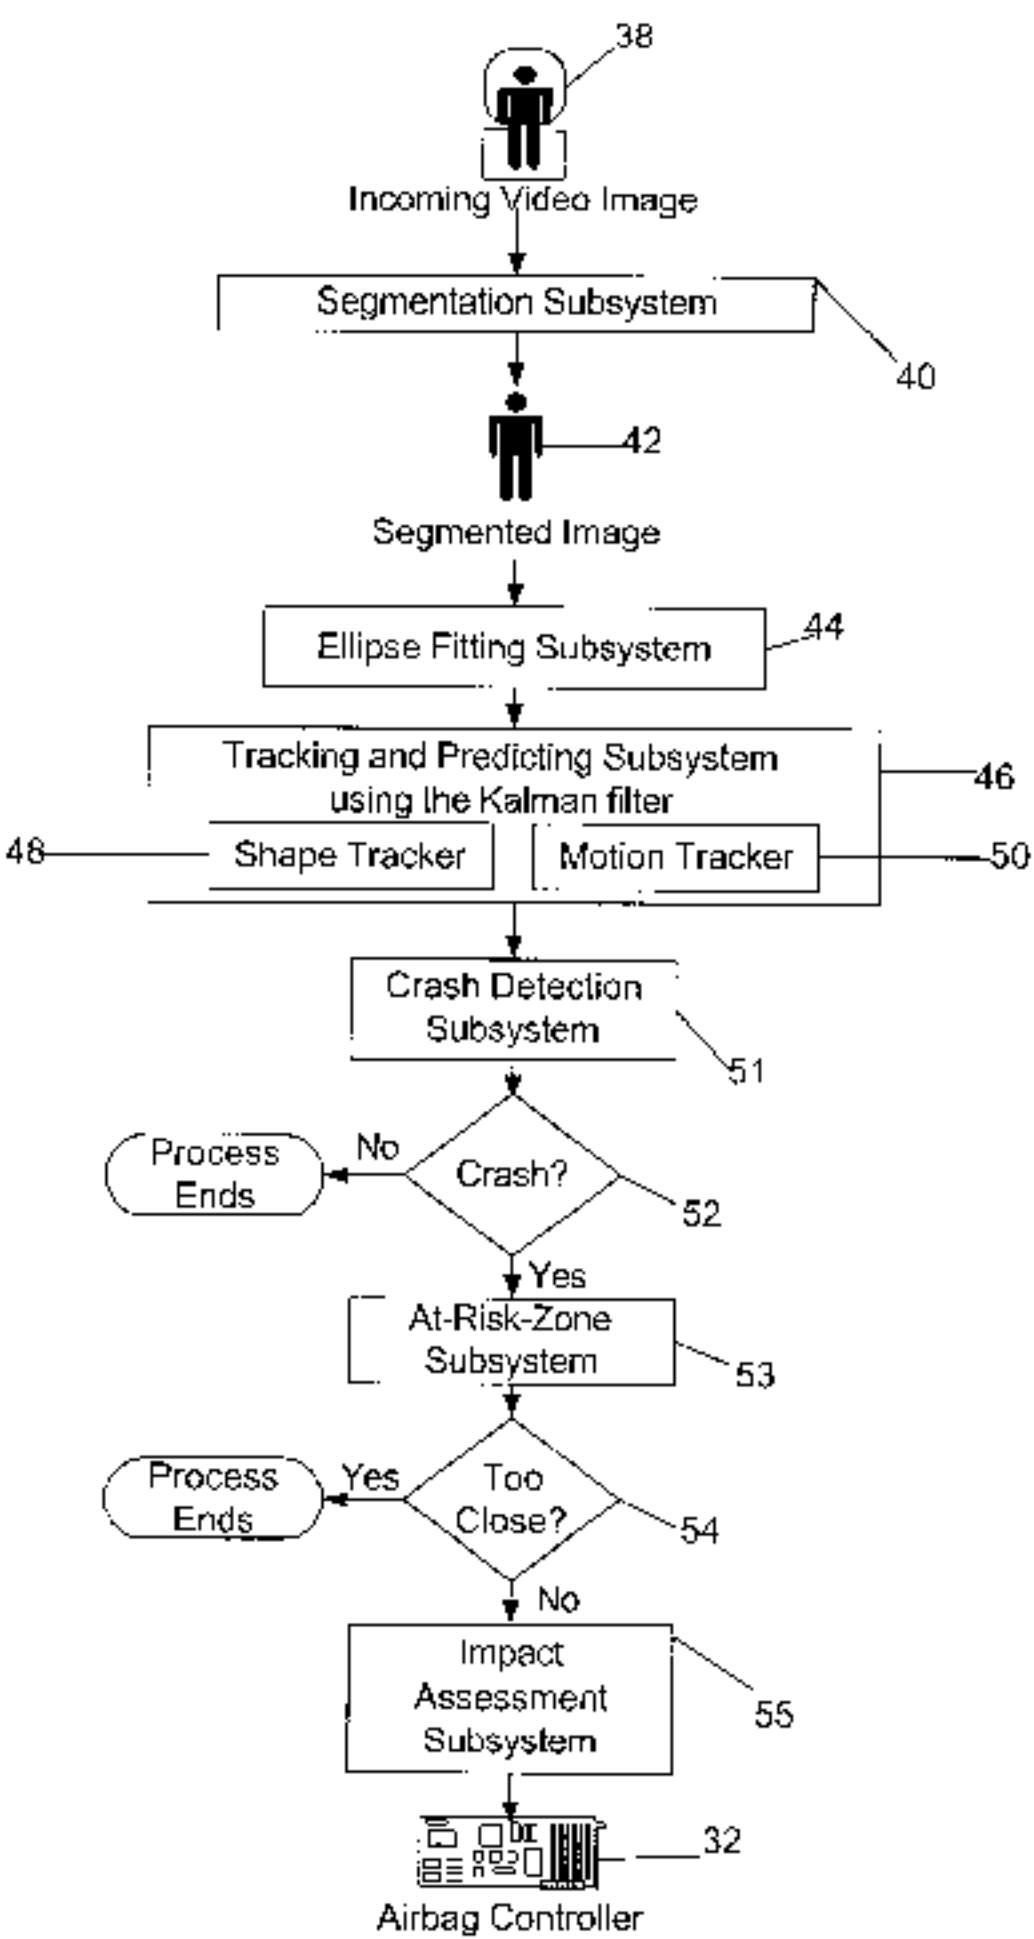 38
Incoming Video Image
Segmentation Subsystem
40
42
Segmented Image
Ellipse Fitting Subsystem
44
Tracking and Predicting Subsystem
using the Kalman filter
46
48
Shape Tracker
Motion Tracker
50
Crash Detection
Subsystem
51
No
Process
Ends
Crash?
52
Yes
At-Risk-Zone
Subsystem
53
Process
Ends
Yes
Too
Close?
54
No
Impact
Assessment
Subsystem
55
32
Airbag Controller